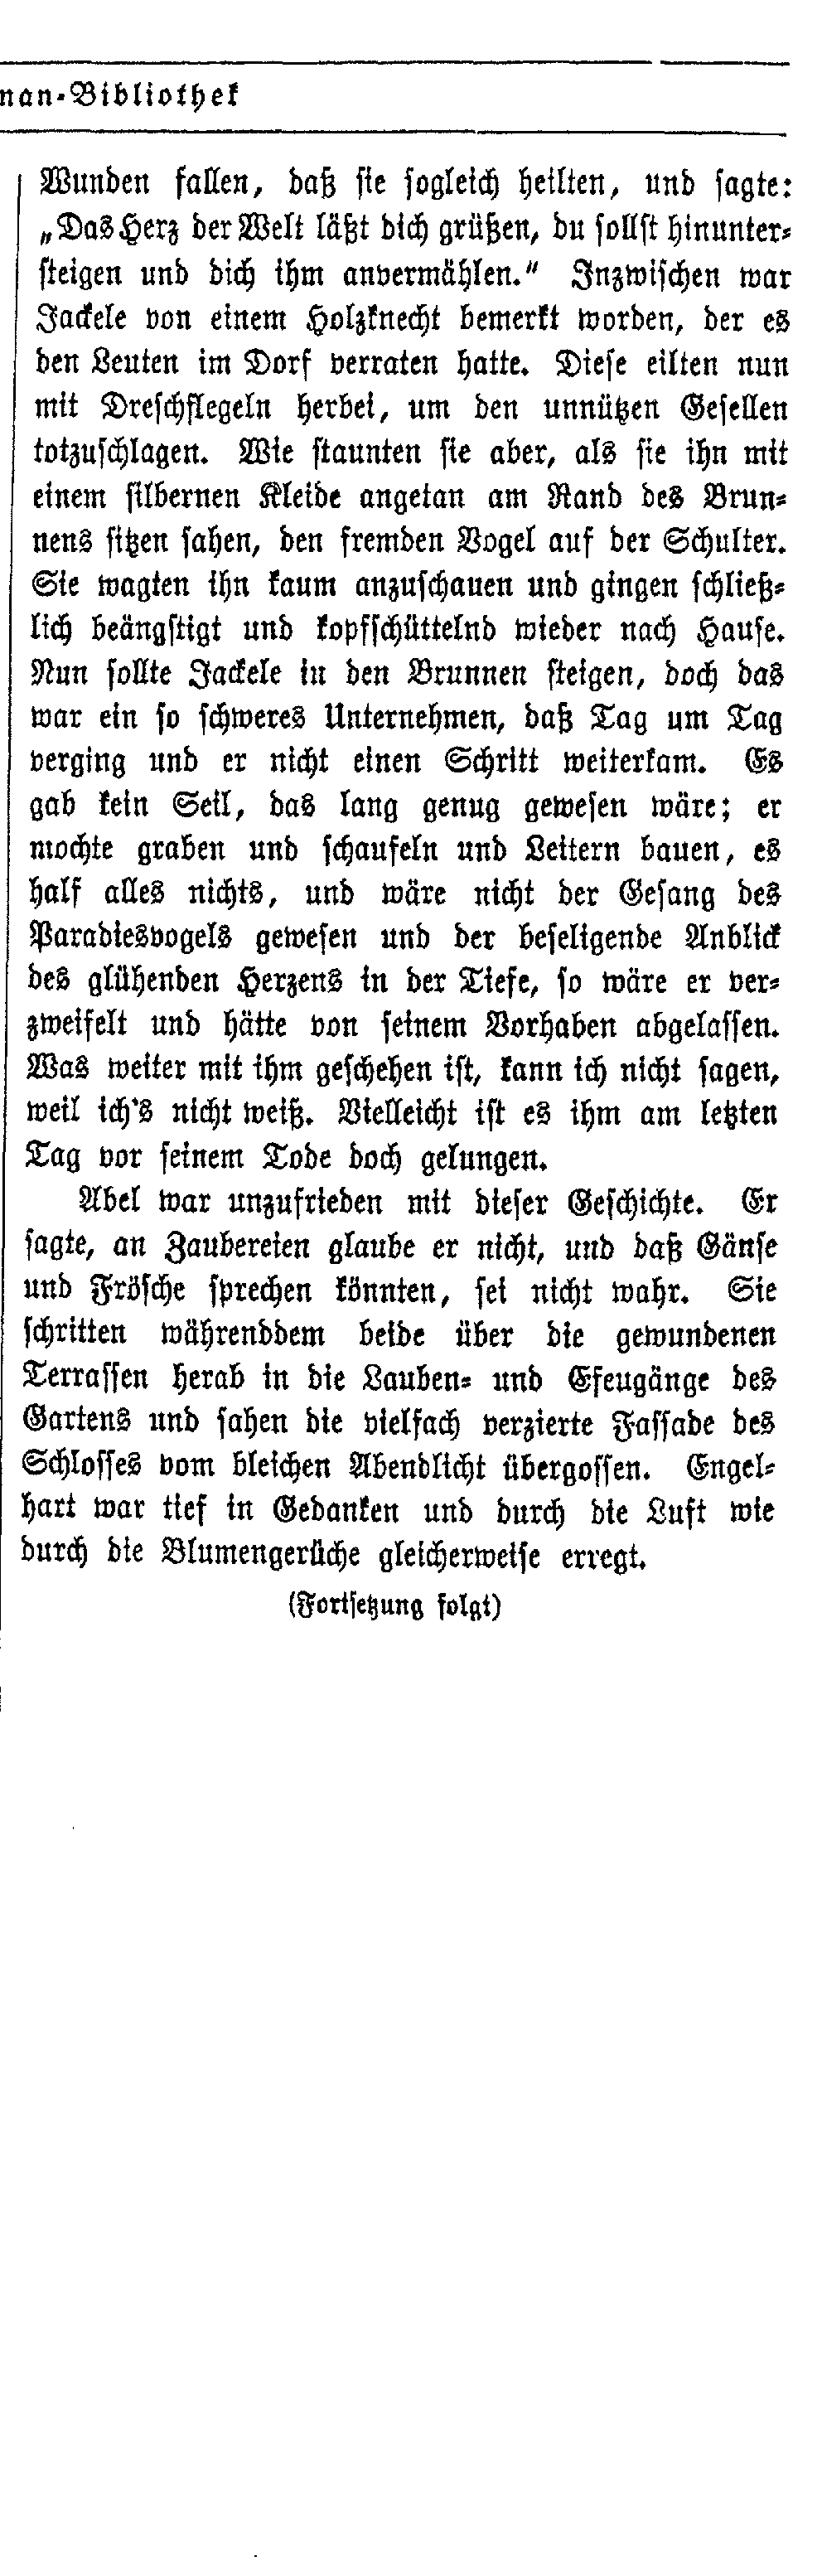 nan-Bibliothek
Wunden fallen, daß sie sogleich heilten, und sagte:
„Das Herz der Welt läßt dich grüßen, du sollst hinunter-
steigen und dich ihm anvermählen.“ Inzwischen war
Jackele von einem Holzknecht bemerkt worden, der es
den Leuten im Dorf verraten hatte. Diese eilten nun
mit Dreschflegeln herbei, um den unnützen Gesellen
totzuschlagen. Wie staunten sie aber, als sie ihn mit
einem silbernen Kleide angetan am Rand des Brun-
nens sitzen sahen, den fremden Vogel auf der Schulter.
Sie wagten ihn kaum anzuschauen und gingen schließ-
lich beängstigt und kopfschüttelnd wieder nach Hause.
Nun sollte Jackele in den Brunnen steigen, doch das
war ein so schweres Unternehmen, daß Tag um Tag
verging und er nicht einen Schritt weiterkam. Es
gab kein Seil, das lang genug gewesen wäre; er
mochte graben und schaufeln und Leitern bauen, es
half alles nichts, und wäre nicht der Gesang des
Paradiesvogels gewesen und der beseligende Anblick
des glühenden Herzens in der Tiefe, so wäre er ver-
zweifelt und hätte von seinem Vorhaben abgelassen.
Was weiter mit ihm geschehen ist, kann ich nicht sagen,
weil ich's nicht weiß. Vielleicht ist es ihm am letzten
Tag vor seinem Tode doch gelungen.
Abel war unzufrieden mit dieser Geschichte. Er
sagte, an Zaubereien glaube er nicht, und daß Gänse
und Frösche sprechen könnten, sei nicht wahr. Sie
schritten währenddem beide über die gewundenen
Terrassen herab in die Lauben- und Efeugänge des
Gartens und sahen die vielfach verzierte Fassade des
Schlosses vom bleichen Abendlicht übergossen. Engel-
hart war tief in Gedanken und durch die Luft wie
durch die Blumengerüche gleicherweise erregt.
(Fortsetzung folgt)